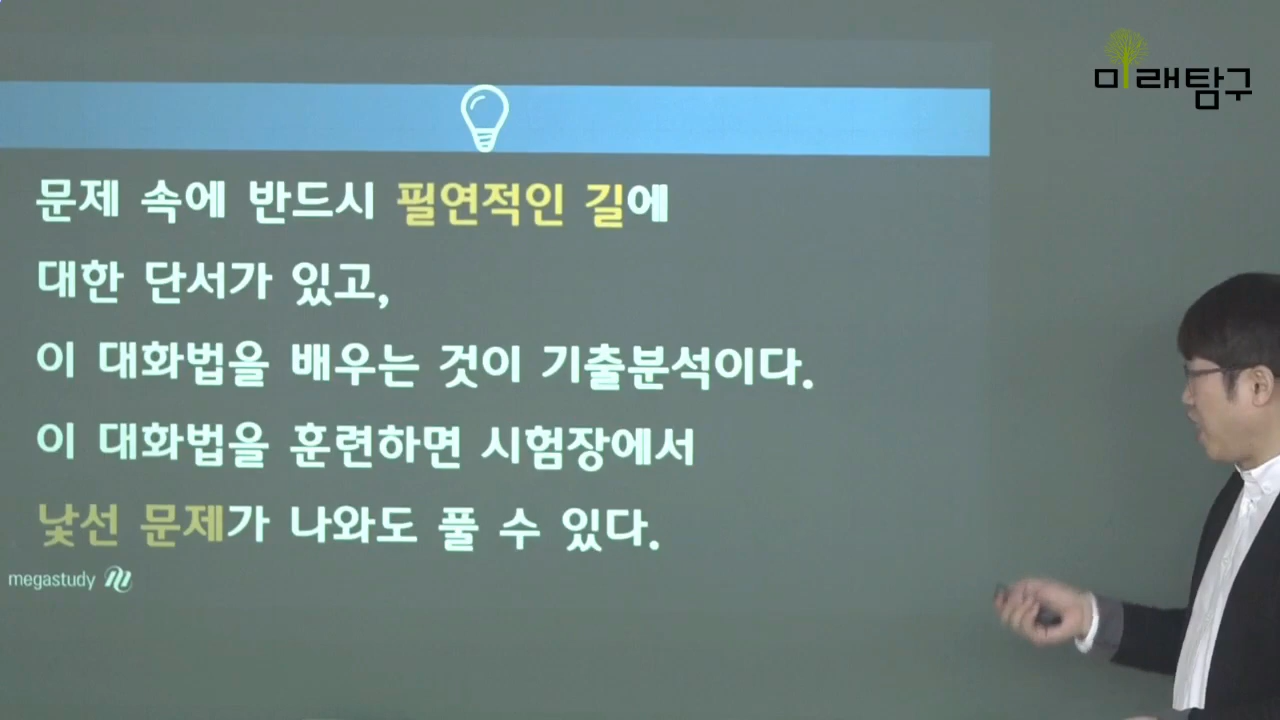 미래탐구
문제 속에 반드시 필연적인 길에
대한 단서가 있고,
이 대화법을 배우는 것이 기출분석이다.
이 대화법을 훈련하면 시험장에서
낯선 문제가 나와도 풀 수 있다.
megastudy